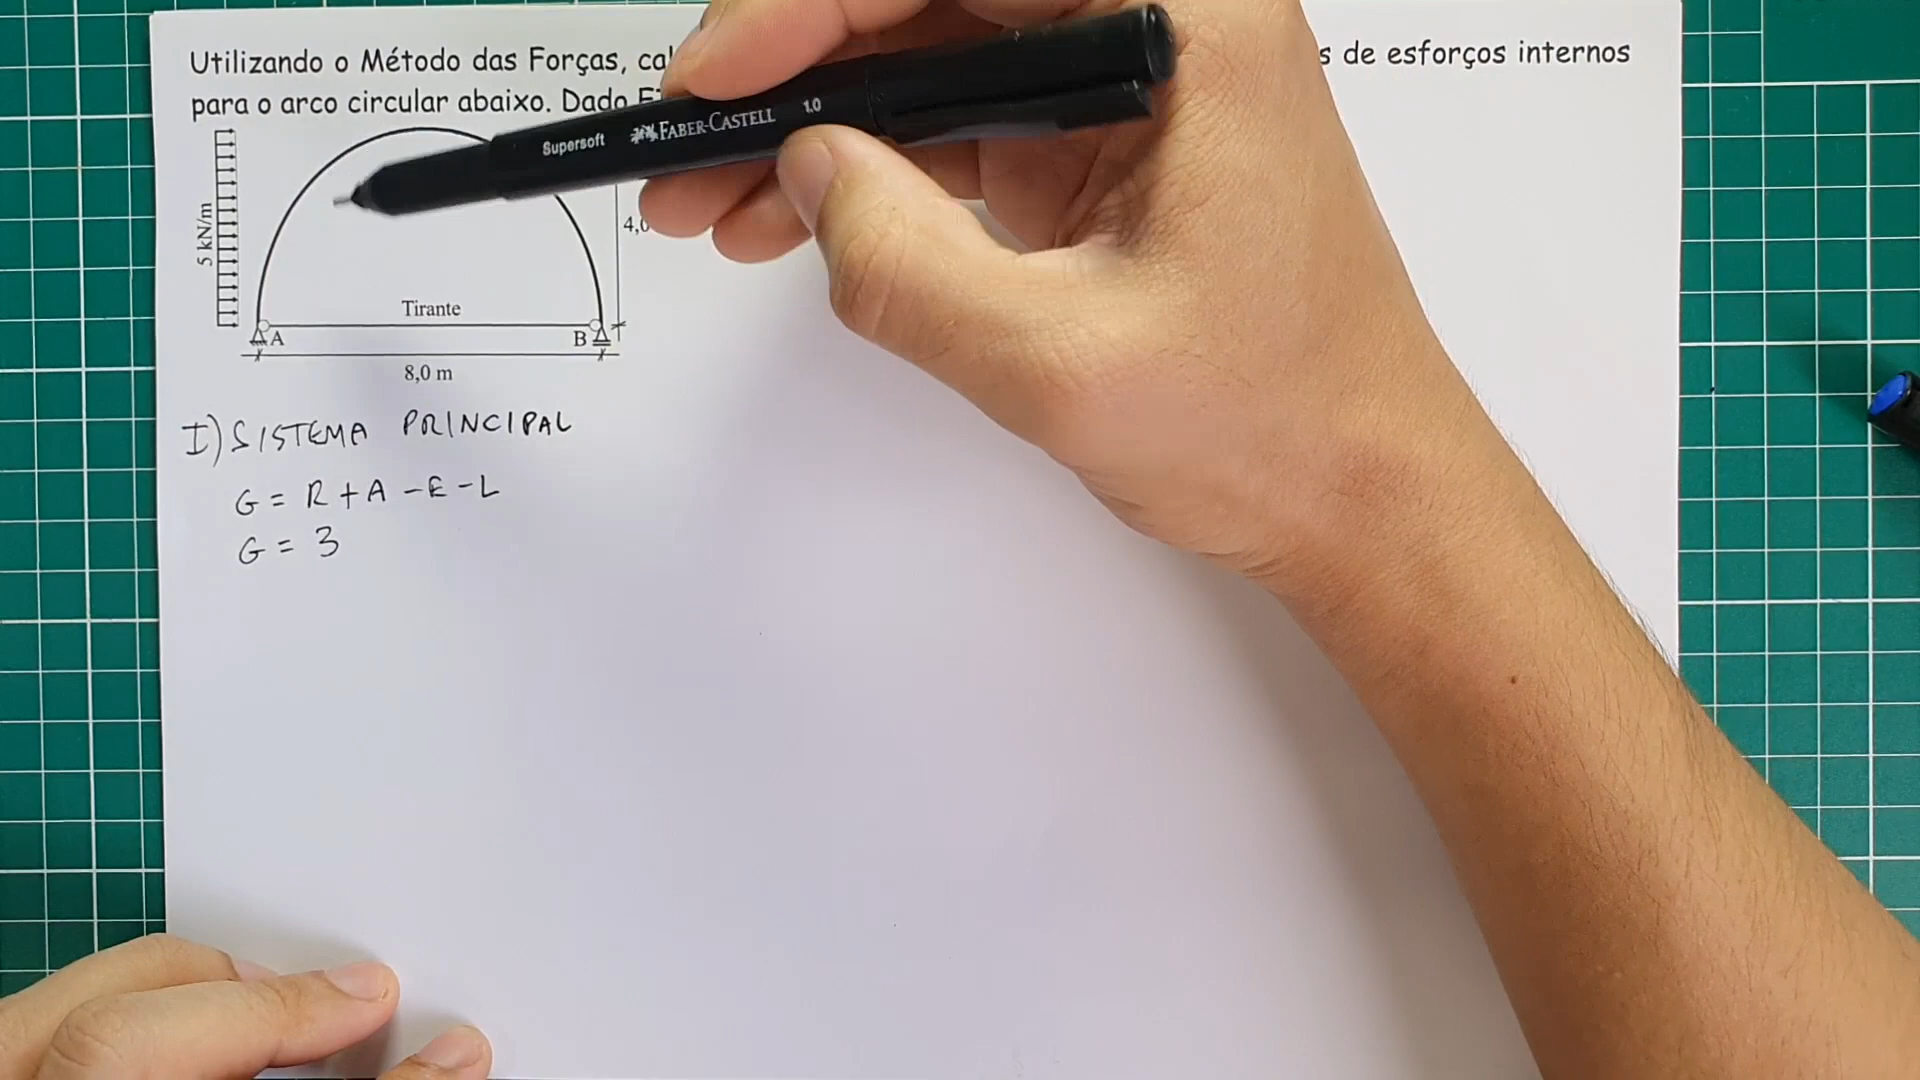 Utilizando o Método das Forças, s de esforços internos
para o arco circular abaixo. Dado
Supersoft FABER-CASTELL 1.0
5 kN/m
4,0
Tirante
A B
8,0 m
I) SISTEMA PRINCIPAL
G = R + A - E - L
G = 3